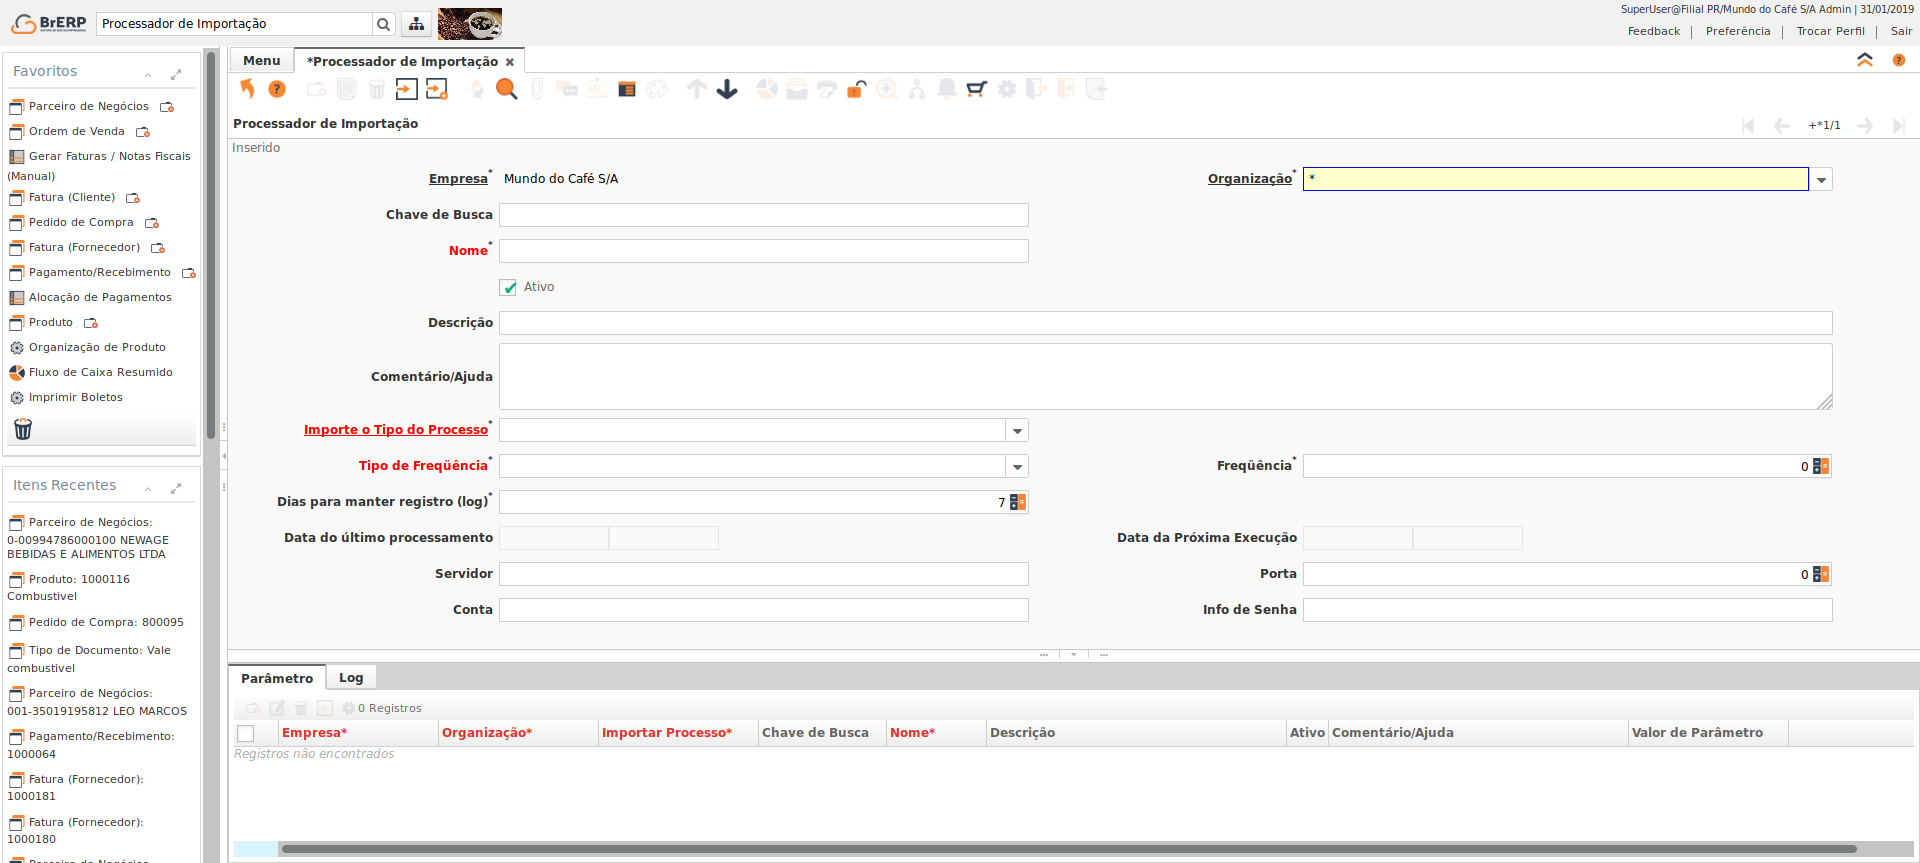 BrERP
Processador de Importação
SuperUser@Filial PR/Mundo do Café S/A Admin | 31/01/2019
Feedback | Preferência | Trocar Perfil | Sair
Favoritos
Parceiro de Negócios
Ordem de Venda
Gerar Faturas / Notas Fiscais
(Manual)
Fatura (Cliente)
Pedido de Compra
Fatura (Fornecedor)
Pagamento/Recebimento
Alocação de Pagamentos
Produto
Organização de Produto
Fluxo de Caixa Resumido
Imprimir Boletos
Itens Recentes
Parceiro de Negócios:
0-00994786000100 NEWAGE
BEBIDAS E ALIMENTOS LTDA
Produto: 1000116
Combustivel
Pedido de Compra: 800095
Tipo de Documento: Vale
combustivel
Parceiro de Negócios:
001-35019195812 LEO MARCOS
Pagamento/Recebimento:
1000064
Fatura (Fornecedor):
1000181
Fatura (Fornecedor):
1000180
Parceiro de Negócios
Menu
*Processador de Importação
Processador de Importação
+*1/1
Inserido
Empresa* Mundo do Café S/A
Organização* *
Chave de Busca
Nome*
Ativo
Descrição
Comentário/Ajuda
Importe o Tipo do Processo*
Tipo de Freqüência*
Freqüência* 0
Dias para manter registro (log)* 7
Data do último processamento
Data da Próxima Execução
Servidor
Porta 0
Conta
Info de Senha
Parâmetro
Log
0 Registros
Empresa* Organização* Importar Processo* Chave de Busca Nome* Descrição Ativo Comentário/Ajuda Valor de Parâmetro
Registros não encontrados